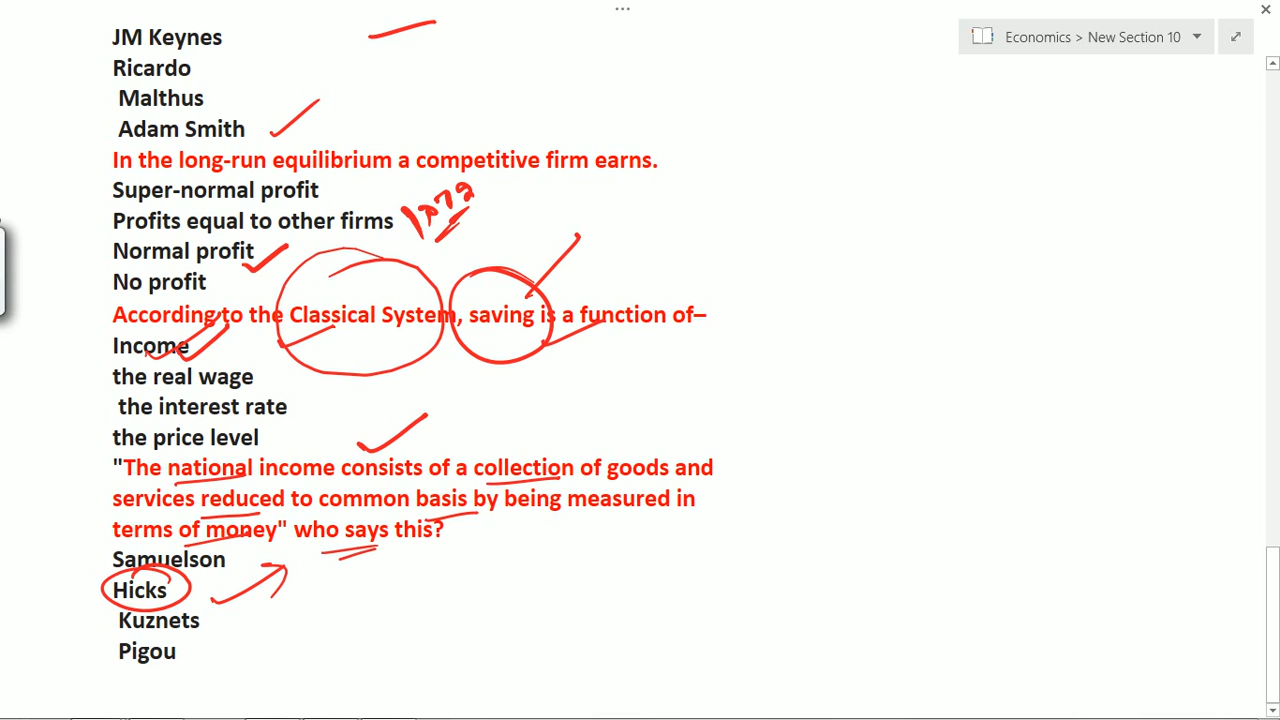 JM Keynes
Economics > New Section 10
Ricardo
Malthus
Adam Smith
In the long-run equilibrium a competitive firm earns.
Super-normal profit
Profits equal to other firms
Normal profit
No profit
According to the Classical System, saving is a function of–
Income
the real wage
the interest rate
the price level
"The national income consists of a collection of goods and
services reduced to common basis by being measured in
terms of money" who says this?
Samuelson
Hicks
Kuznets
Pigou